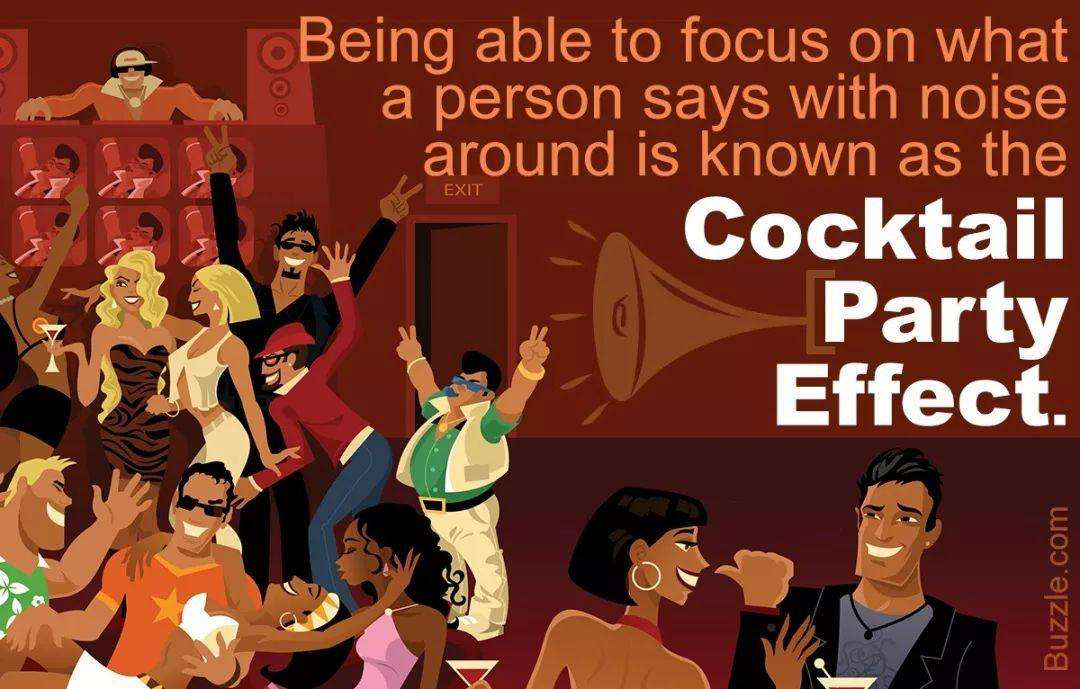 Being able to focus on what
a person says with noise
around is known as the
EXIT
Cocktail
Party
Effect.
Buzzle.com